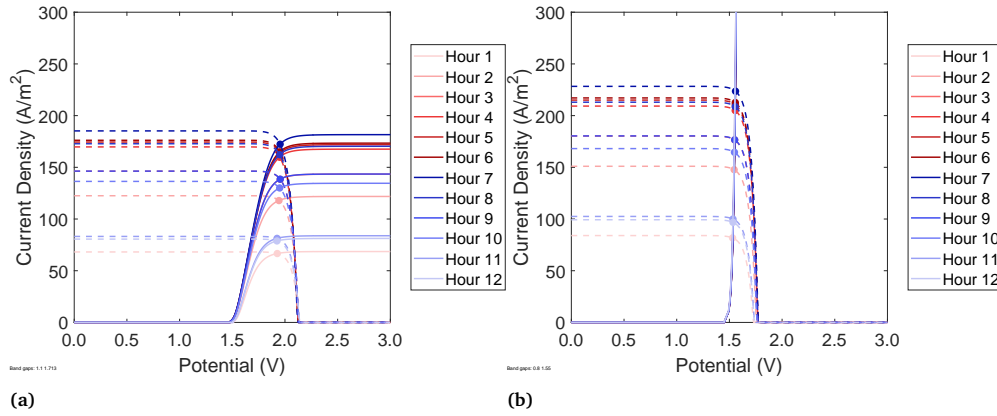 300
250
200
150
100
50
0
Current Density (A/m²)
0.0 0.5 1.0 1.5 2.0 2.5 3.0
Potential (V)
Hour 1
Hour 2
Hour 3
Hour 4
Hour 5
Hour 6
Hour 7
Hour 8
Hour 9
Hour 10
Hour 11
Hour 12
Band gaps: 1.1 1.713
(a)
300
250
200
150
100
50
0
Current Density (A/m²)
0.0 0.5 1.0 1.5 2.0 2.5 3.0
Potential (V)
Hour 1
Hour 2
Hour 3
Hour 4
Hour 5
Hour 6
Hour 7
Hour 8
Hour 9
Hour 10
Hour 11
Hour 12
Band gaps: 0.8 1.55
(b)